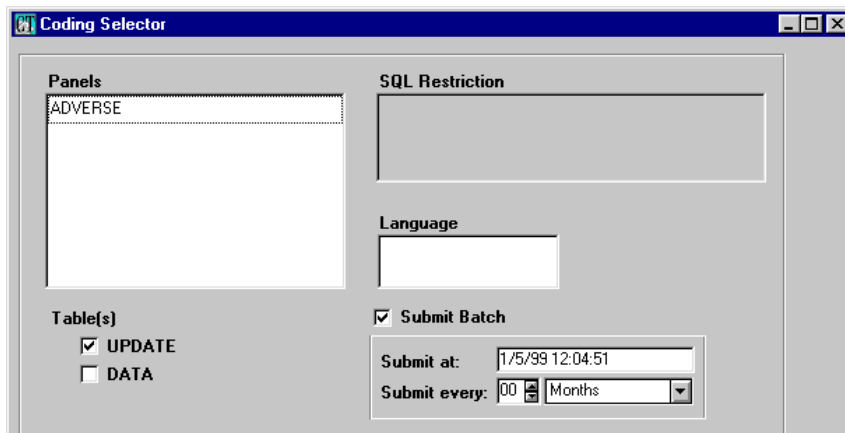 Coding Selector
Panels
ADVERSE
SQL Restriction
Language
Table(s)
UPDATE
DATA
Submit Batch
Submit at: 1/5/99 12:04:51
Submit every: 00 Months